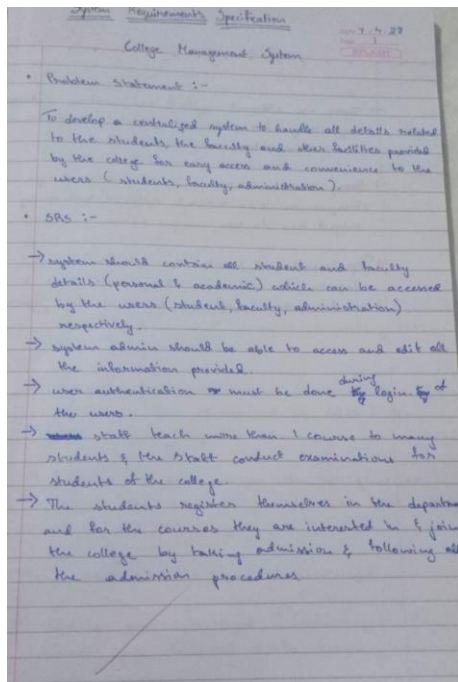 System Requirements Specification
7.4.23
Page 1
College Management System
• Problem Statement :-
To develop a centralized system to handle all details related
to the students, the faculty and other facilities provided
by the college for easy access and convenience to the
users (students, faculty, administration).
• SRS :-
→ system should contain all student and faculty
details (personal & academic) which can be accessed
by the users (student, faculty, administration)
respectively.
→ system admin should be able to access and edit all
the information provided.
→ user authentication must be done during login of
the users.
→ staff teach more than 1 course to many
students & the staff conduct examinations for
students of the college.
→ The students register themselves in the departm
and for the courses they are interested in & join
the college by taking admission & following all
the admission procedures